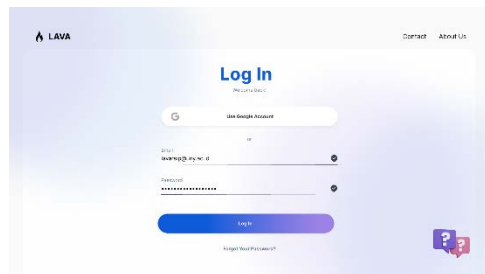 LAVA
Contact About Us
Log In
Welcome Back
G
Use Google Account
or
Email
Password
••••••••••••••••••
Log In
Forgot Your Password?
? ?